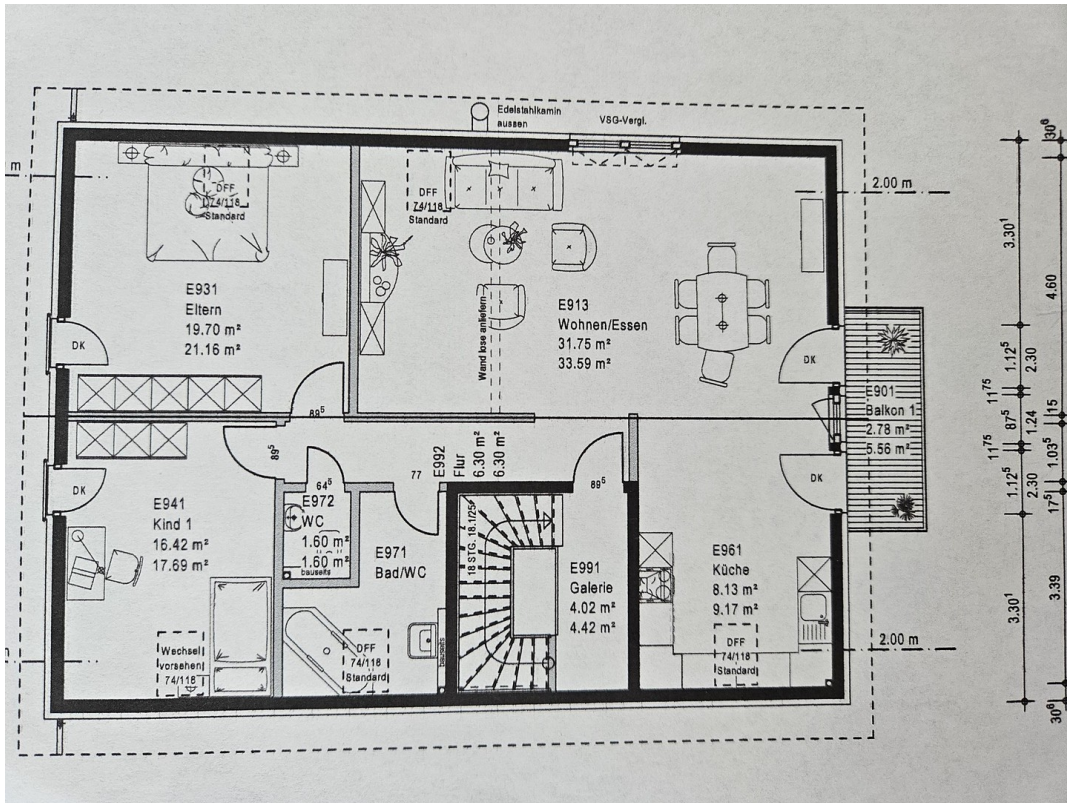 Edelstahlkamin
aussen
VSG-Vergl.
30⁶
m
2.00 m
DFF
74/118
Standard
DFF
74/118
Standard
3.30¹
4.60
E931
Eltern
19.70 m²
21.16 m²
Wand lose anliefern
E913
Wohnen/Essen
31.75 m²
33.59 m²
DK
DK
1.12⁵
2.30
E901
Balkon 1
2.78 m²
5.56 m²
11⁷⁵
15
87⁵
1.24
11⁷⁵
1.03⁵
1.12⁵
2.30
17⁵
89⁵
89⁵
E992
Flur
6.30 m²
6.30 m²
77
64⁵
89⁵
DK
DK
E941
Kind 1
16.42 m²
17.69 m²
E972
WC
1.60 m²
1.60 m²
bauseits
E971
Bad/WC
18 STG. 18.1/25⁶
E991
Galerie
4.02 m²
4.42 m²
E961
Küche
8.13 m²
9.17 m²
3.30¹
3.39
Wechsel
vorsehen
74/118
DFF
74/118
Standard
bauseits
DFF
74/118
Standard
2.00 m
30⁶